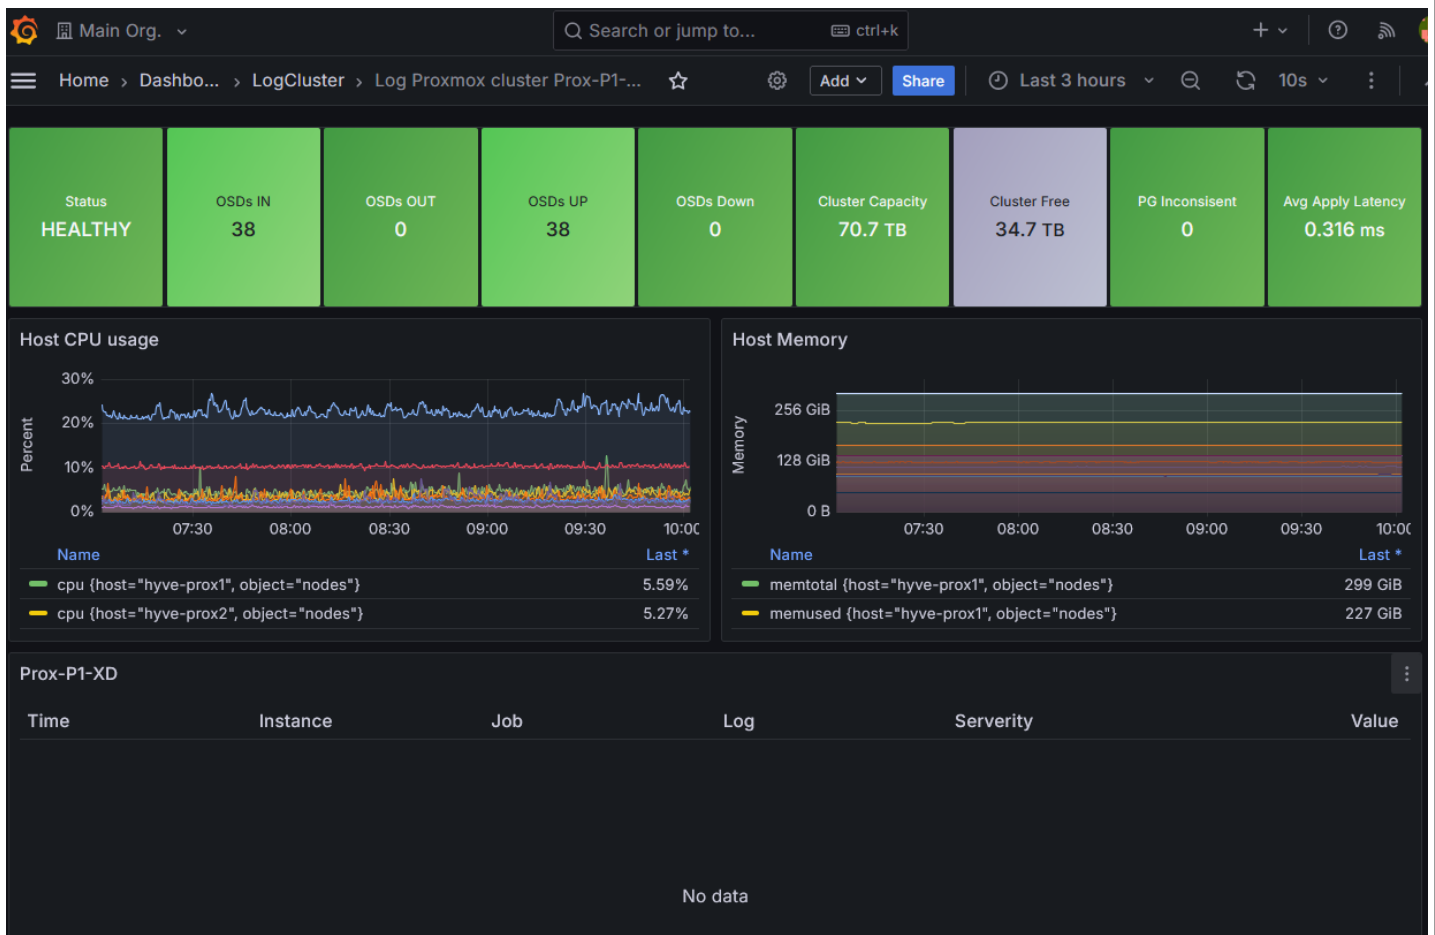 Main Org.
Search or jump to...
ctrl+k
Home › Dashbo... › LogCluster › Log Proxmox cluster Prox-P1-...
Add
Share
Last 3 hours
10s
Status
HEALTHY
OSDs IN
38
OSDs OUT
0
OSDs UP
38
OSDs Down
0
Cluster Capacity
70.7 TB
Cluster Free
34.7 TB
PG Inconsisent
0
Avg Apply Latency
0.316 ms
Host CPU usage
Percent
30%
20%
10%
0%
07:30 08:00 08:30 09:00 09:30 10:00
Name Last *
cpu {host="hyve-prox1", object="nodes"} 5.59%
cpu {host="hyve-prox2", object="nodes"} 5.27%
Host Memory
Memory
256 GiB
128 GiB
0 B
07:30 08:00 08:30 09:00 09:30 10:00
Name Last *
memtotal {host="hyve-prox1", object="nodes"} 299 GiB
memused {host="hyve-prox1", object="nodes"} 227 GiB
Prox-P1-XD
Time Instance Job Log Serverity Value
No data